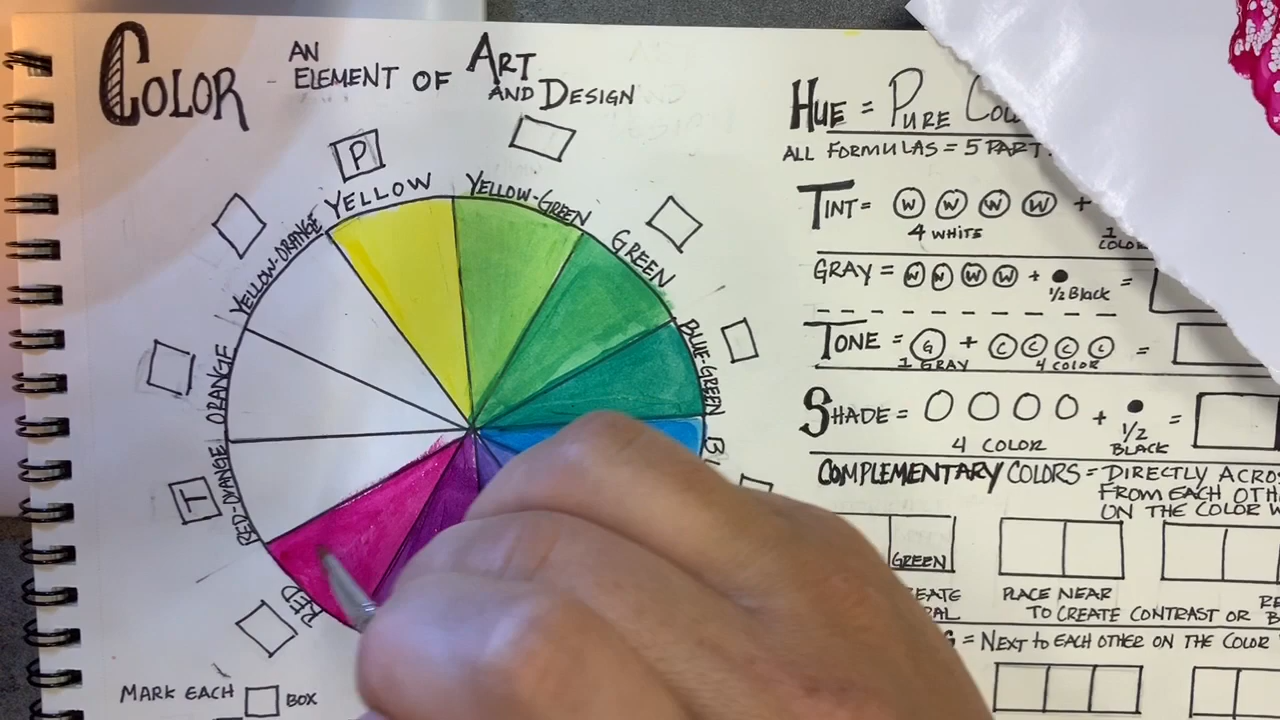 COLOR - AN ELEMENT OF ART AND DESIGN
P
YELLOW
YELLOW-GREEN
GREEN
BLUE-GREEN
YELLOW-ORANGE
ORANGE
RED-ORANGE
T
RED
MARK EACH BOX
HUE = PURE
ALL FORMULAS = 5 PART
TINT = W W W W +
4 WHITE
1 COLOR
GRAY = W W W W + =
1/2 BLACK
TONE = G + C C C C =
1 GRAY 4 COLOR
SHADE = + =
4 COLOR 1/2 BLACK
COMPLEMENTARY COLORS = DIRECTLY
FROM EACH
ON THE COLOR
GREEN
PLACE NEAR
TO CREATE CONTRAST OR
= NEXT TO EACH OTHER ON THE COLOR